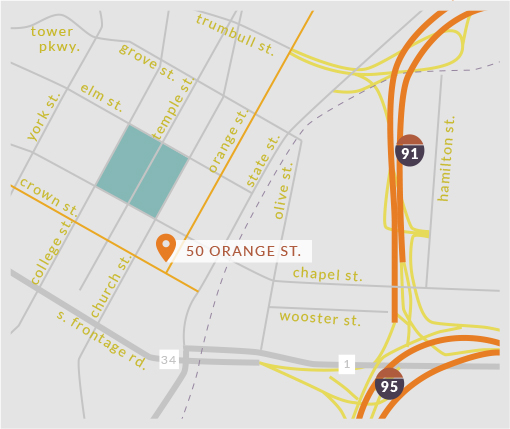 trumbull st.
tower
pkwy.
grove st.
elm st.
temple st.
york st.
orange st.
state st.
olive st.
hamilton st.
91
crown st.
college st.
church st.
50 ORANGE ST.
chapel st.
wooster st.
s. frontage rd.
34
1
95